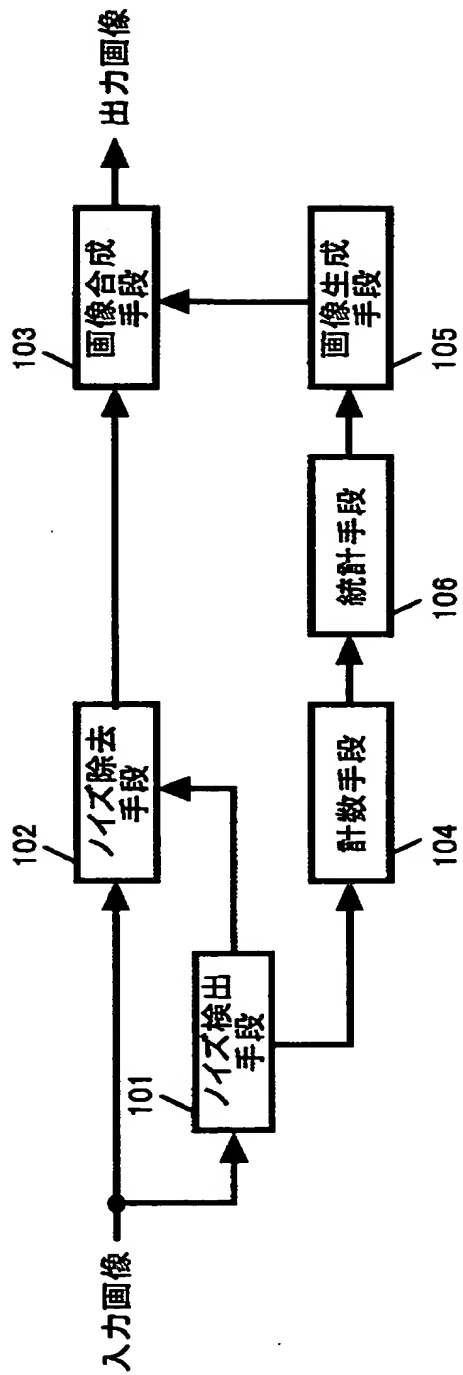 入力画像
101
ノイズ検出
手段
102
ノイズ除去
手段
103
画像合成
手段
出力画像
計数手段
104
統計手段
106
画像生成
手段
105